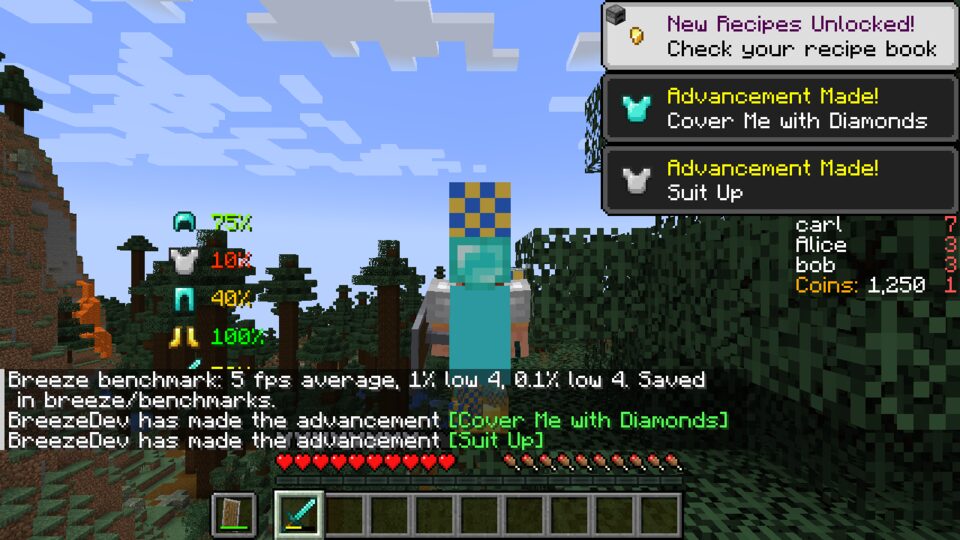 New Recipes Unlocked!
Check your recipe book
Advancement Made!
Cover Me with Diamonds
Advancement Made!
Suit Up
carl 7
Alice 3
bob 3
Coins: 1,250 1
75%
10%
40%
100%
Breeze benchmark: 5 fps average, 1% low 4, 0.1% low 4. Saved
in breeze/benchmarks.
BreezeDev has made the advancement [Cover Me with Diamonds]
BreezeDev has made the advancement [Suit Up]